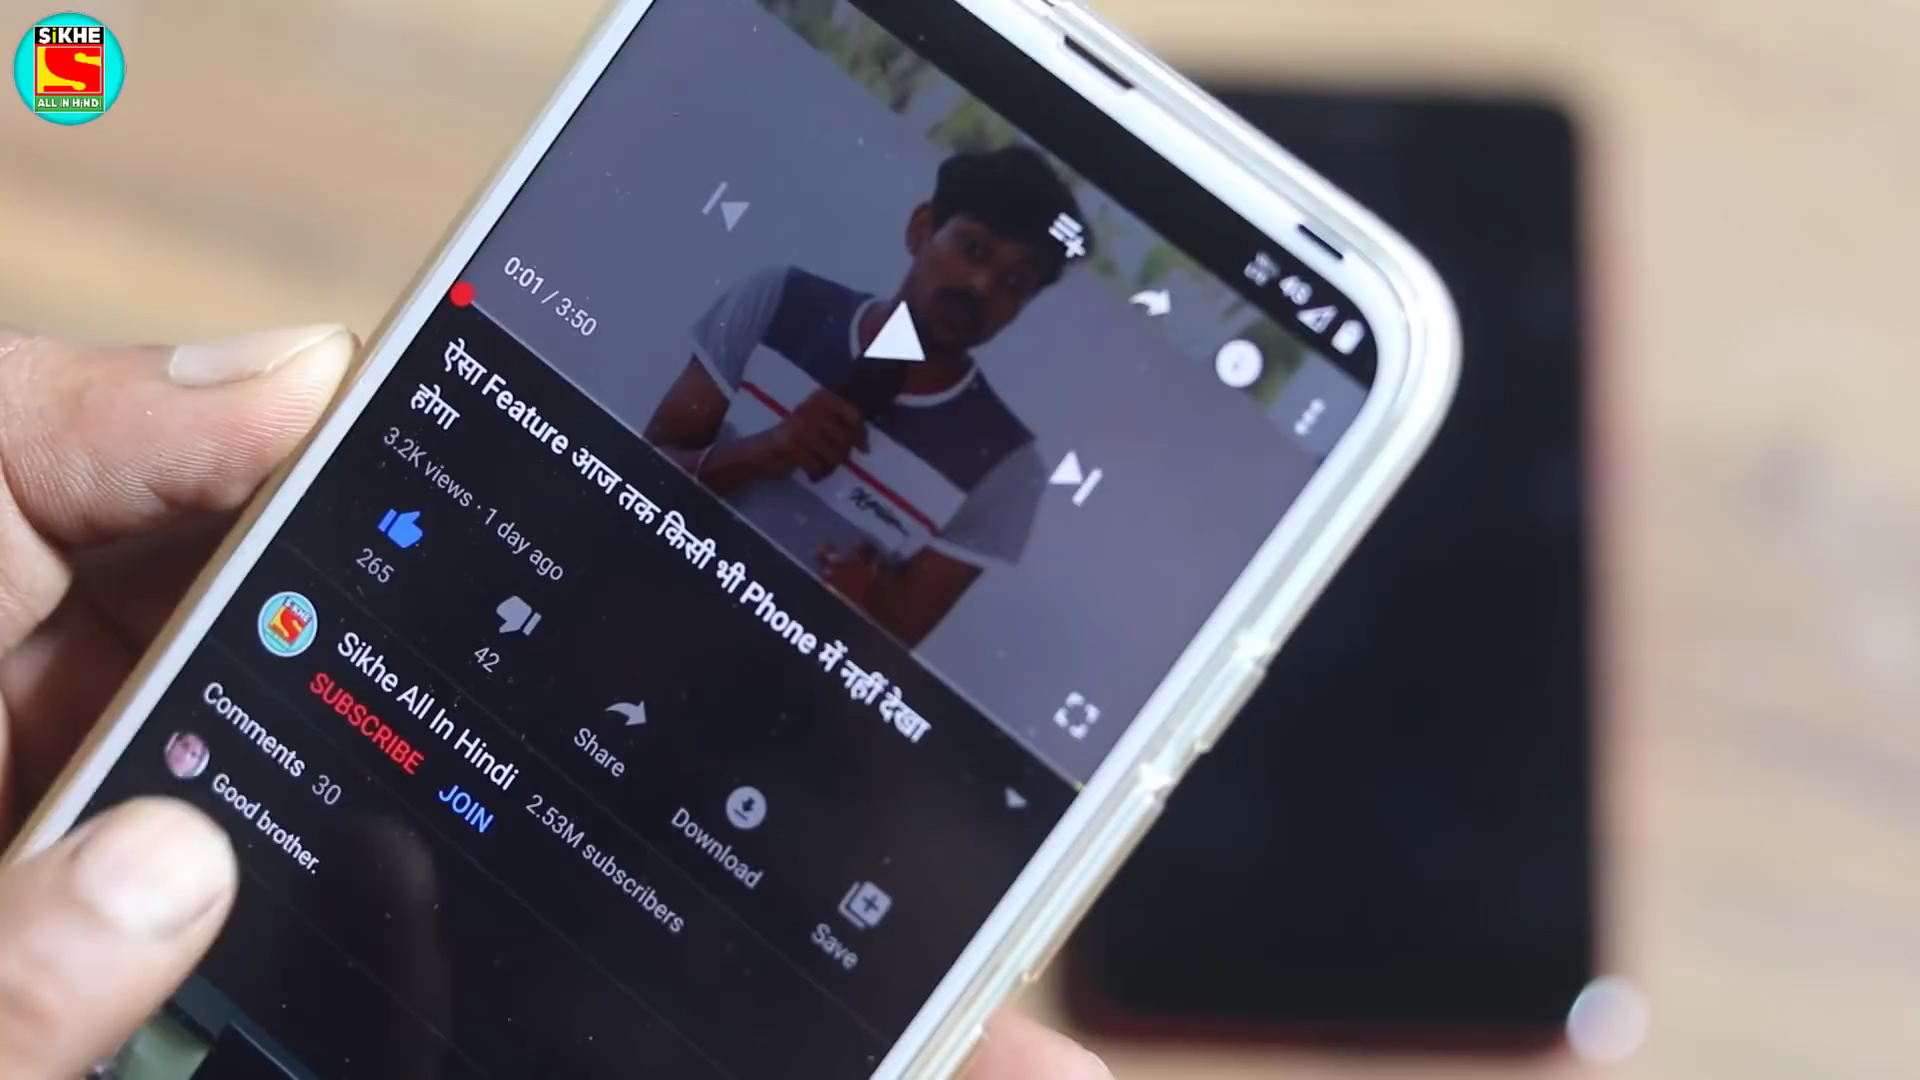 SiKHE
ALL iN HiNDi
4G
0:01 / 3:50
ऐसा Feature आज तक किसी भी Phone में नहीं देखा
होगा
3.2K views · 1 day ago
265
42
Share
Download
Save
Sikhe All In Hindi
2.53M subscribers
SUBSCRIBE
JOIN
Comments 30
Good brother.